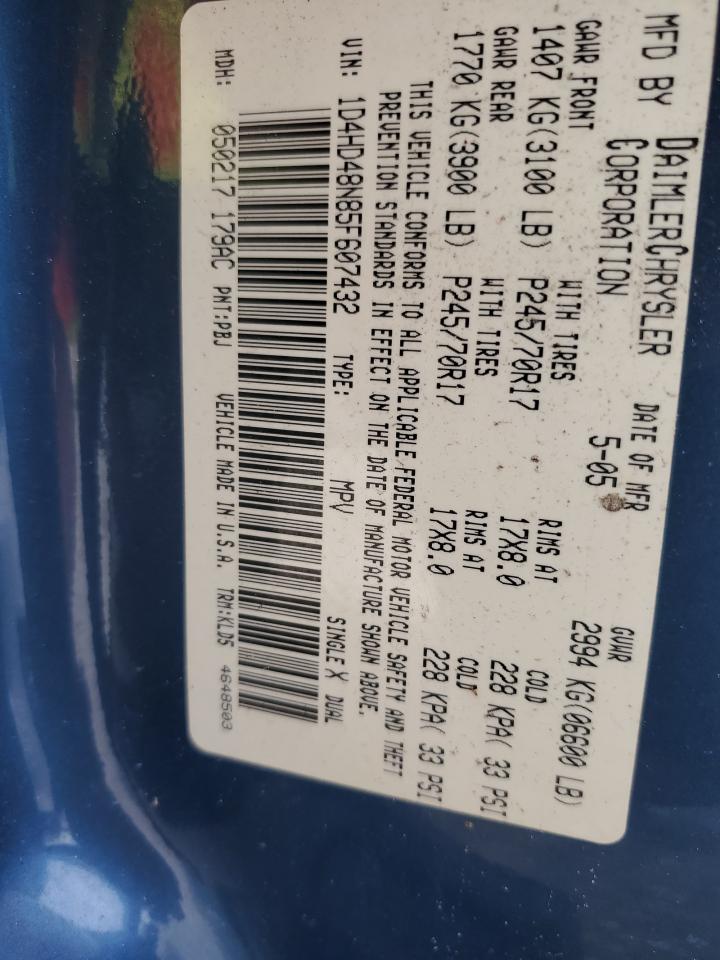 MFD BY DAIMLERCHRYSLER CORPORATION DATE OF MFR 5-05 GVWR 2994 KG(06600 LB)
GAWR FRONT WITH TIRES RIMS AT COLD
1407 KG(3100 LB) P245/70R17 17X8.0 228 KPA( 33 PSI
GAWR REAR WITH TIRES RIMS AT COLD
1770 KG(3900 LB) P245/70R17 17X8.0 228 KPA( 33 PSI
THIS VEHICLE CONFORMS TO ALL APPLICABLE FEDERAL MOTOR VEHICLE SAFETY AND THEFT
PREVENTION STANDARDS IN EFFECT ON THE DATE OF MANUFACTURE SHOWN ABOVE.
VIN: 1D4HD48N85F607432 TYPE: MPV SINGLE X DUAL
MDH: 050217 179AC PNT:PBJ VEHICLE MADE IN U.S.A. TRM:KLD5 4648503